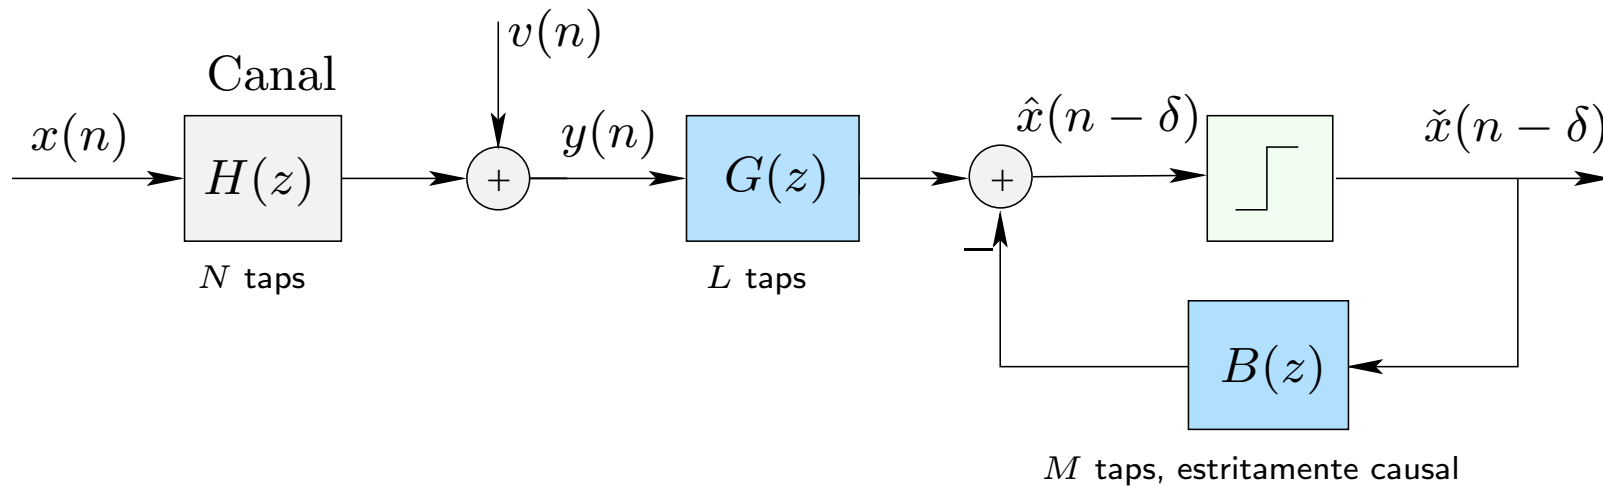 v(n)
Canal
x(n)
H(z)
N taps
+
y(n)
G(z)
L taps
+
−
x̂(n − δ)
x̌(n − δ)
B(z)
M taps, estritamente causal